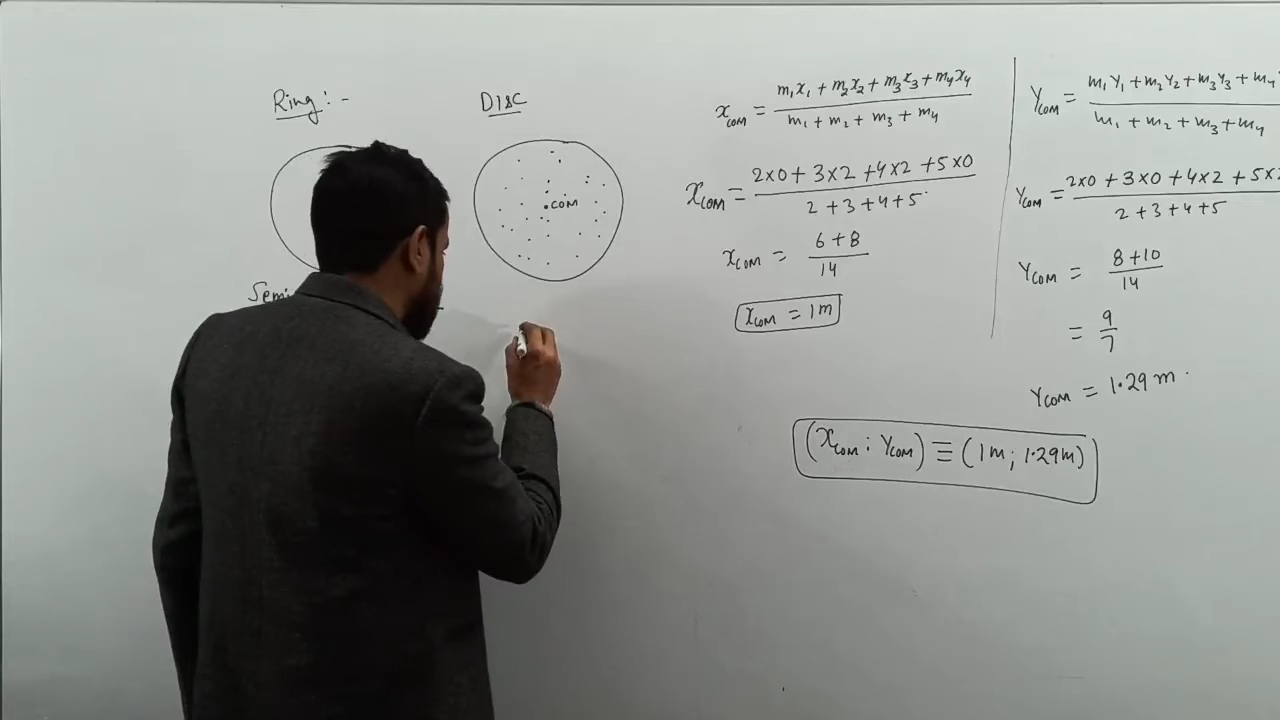 Ring:-
DISC
.COM
Semi
x_COM = (m₁x₁ + m₂x₂ + m₃x₃ + m₄x₄) / (m₁ + m₂ + m₃ + m₄)
x_COM = (2×0 + 3×2 + 4×2 + 5×0) / (2 + 3 + 4 + 5)
x_COM = (6 + 8) / 14
x_COM = 1m
Y_COM = (m₁Y₁ + m₂Y₂ + m₃Y₃ + m₄) / (m₁ + m₂ + m₃ + m₄)
Y_COM = (2×0 + 3×0 + 4×2 + 5×2) / (2 + 3 + 4 + 5)
Y_COM = (8 + 10) / 14
= 9 / 7
Y_COM = 1.29 m.
(x_COM ; Y_COM) ≡ (1m ; 1.29m)